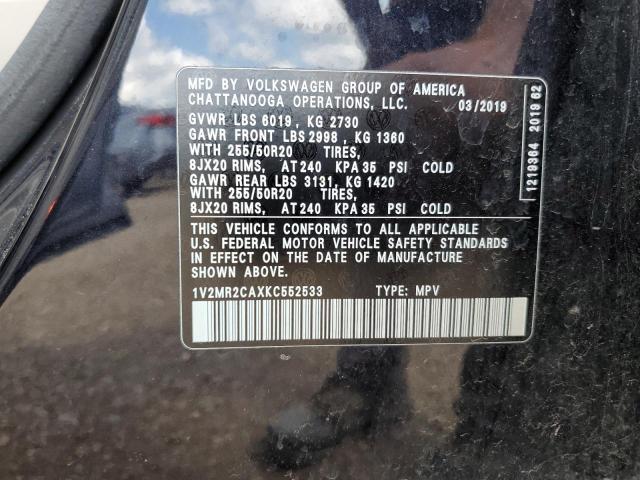 MFD BY VOLKSWAGEN GROUP OF AMERICA
CHATTANOOGA OPERATIONS, LLC. 03/2019
GVWR LBS 6019 , KG 2730
GAWR FRONT LBS 2998 , KG 1360
WITH 255/50R20 TIRES,
8JX20 RIMS, AT 240 KPA 35 PSI COLD
GAWR REAR LBS 3131, KG 1420
WITH 255/50R20 TIRES,
8JX20 RIMS, AT 240 KPA 35 PSI COLD
THIS VEHICLE CONFORMS TO ALL APPLICABLE
U.S. FEDERAL MOTOR VEHICLE SAFETY STANDARDS
IN EFFECT ON THE DATE OF MANUFACTURE
SHOWN ABOVE.
1V2MR2CAXKC552533 TYPE: MPV
1219364 2019 62